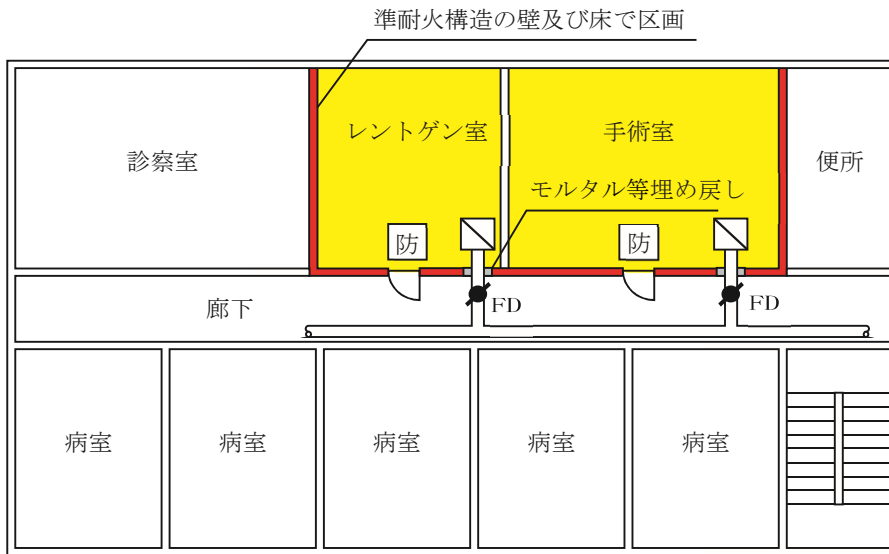 準耐火構造の壁及び床で区画
診察室
レントゲン室
手術室
便所
モルタル等埋め戻し
防
防
廊下
FD
FD
病室
病室
病室
病室
病室